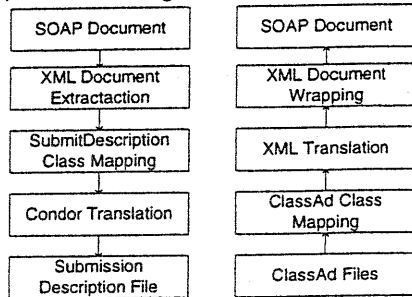 SOAP Document
XML Document
Extractaction
SubmitDescription
Class Mapping
Condor Translation
Submission
Description File
SOAP Document
XML Document
Wrapping
XML Translation
ClassAd Class
Mapping
ClassAd Files